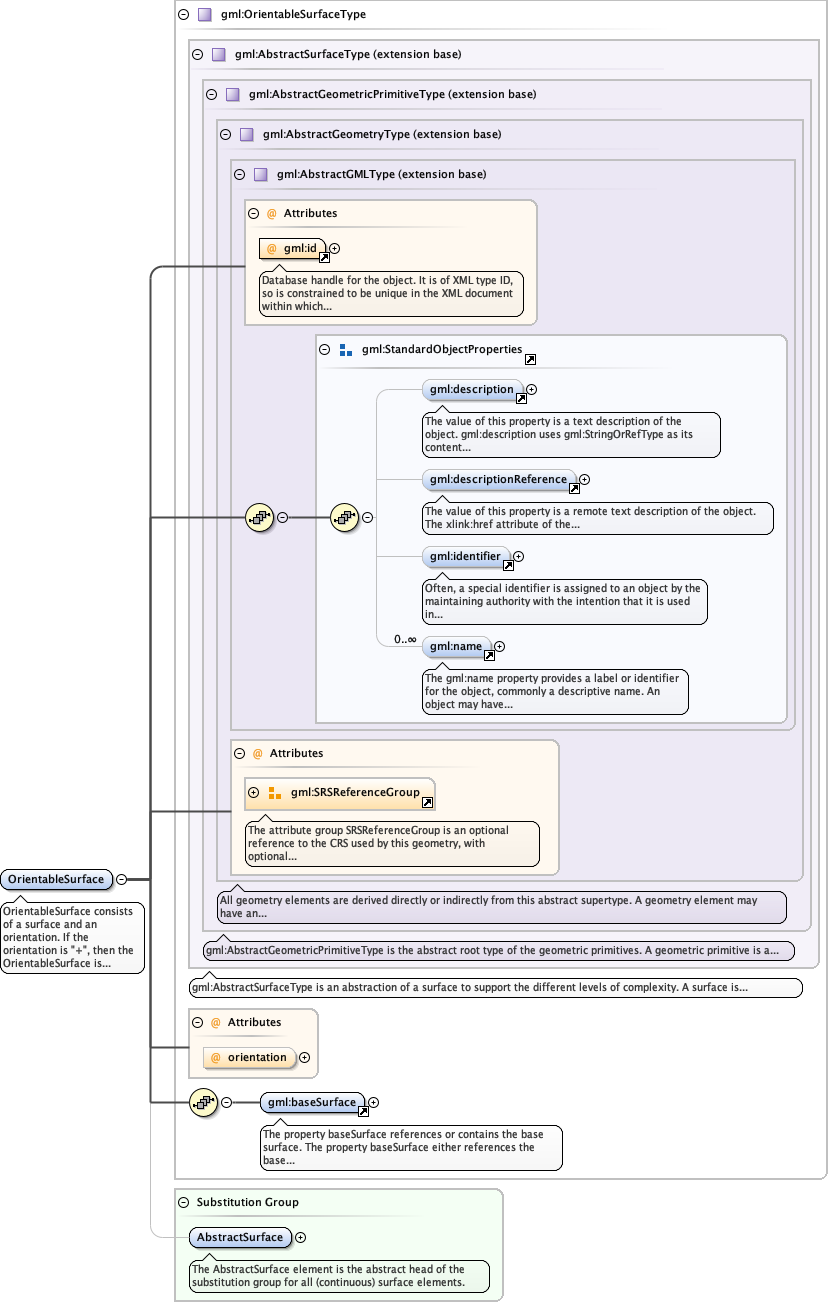 gml:OrientableSurfaceType
gml:AbstractSurfaceType (extension base)
gml:AbstractGeometricPrimitiveType (extension base)
gml:AbstractGeometryType (extension base)
gml:AbstractGMLType (extension base)
@ Attributes
@ gml:id
Database handle for the object. It is of XML type ID,
so is constrained to be unique in the XML document
within which...
gml:StandardObjectProperties
gml:description
The value of this property is a text description of the
object. gml:description uses gml:StringOrRefType as its
content...
gml:descriptionReference
The value of this property is a remote text description of the object.
The xlink:href attribute of the...
gml:identifier
Often, a special identifier is assigned to an object by the
maintaining authority with the intention that it is used
in...
0..∞
gml:name
The gml:name property provides a label or identifier
for the object, commonly a descriptive name. An
object may have...
@ Attributes
gml:SRSReferenceGroup
The attribute group SRSReferenceGroup is an optional
reference to the CRS used by this geometry, with
optional...
OrientableSurface
OrientableSurface consists
of a surface and an
orientation. If the
orientation is "+", then the
OrientableSurface is...
All geometry elements are derived directly or indirectly from this abstract supertype. A geometry element may
have an...
gml:AbstractGeometricPrimitiveType is the abstract root type of the geometric primitives. A geometric primitive is a...
gml:AbstractSurfaceType is an abstraction of a surface to support the different levels of complexity. A surface is...
@ Attributes
@ orientation
gml:baseSurface
The property baseSurface references or contains the base
surface. The property baseSurface either references the
base...
Substitution Group
AbstractSurface
The AbstractSurface element is the abstract head of the
substitution group for all (continuous) surface elements.